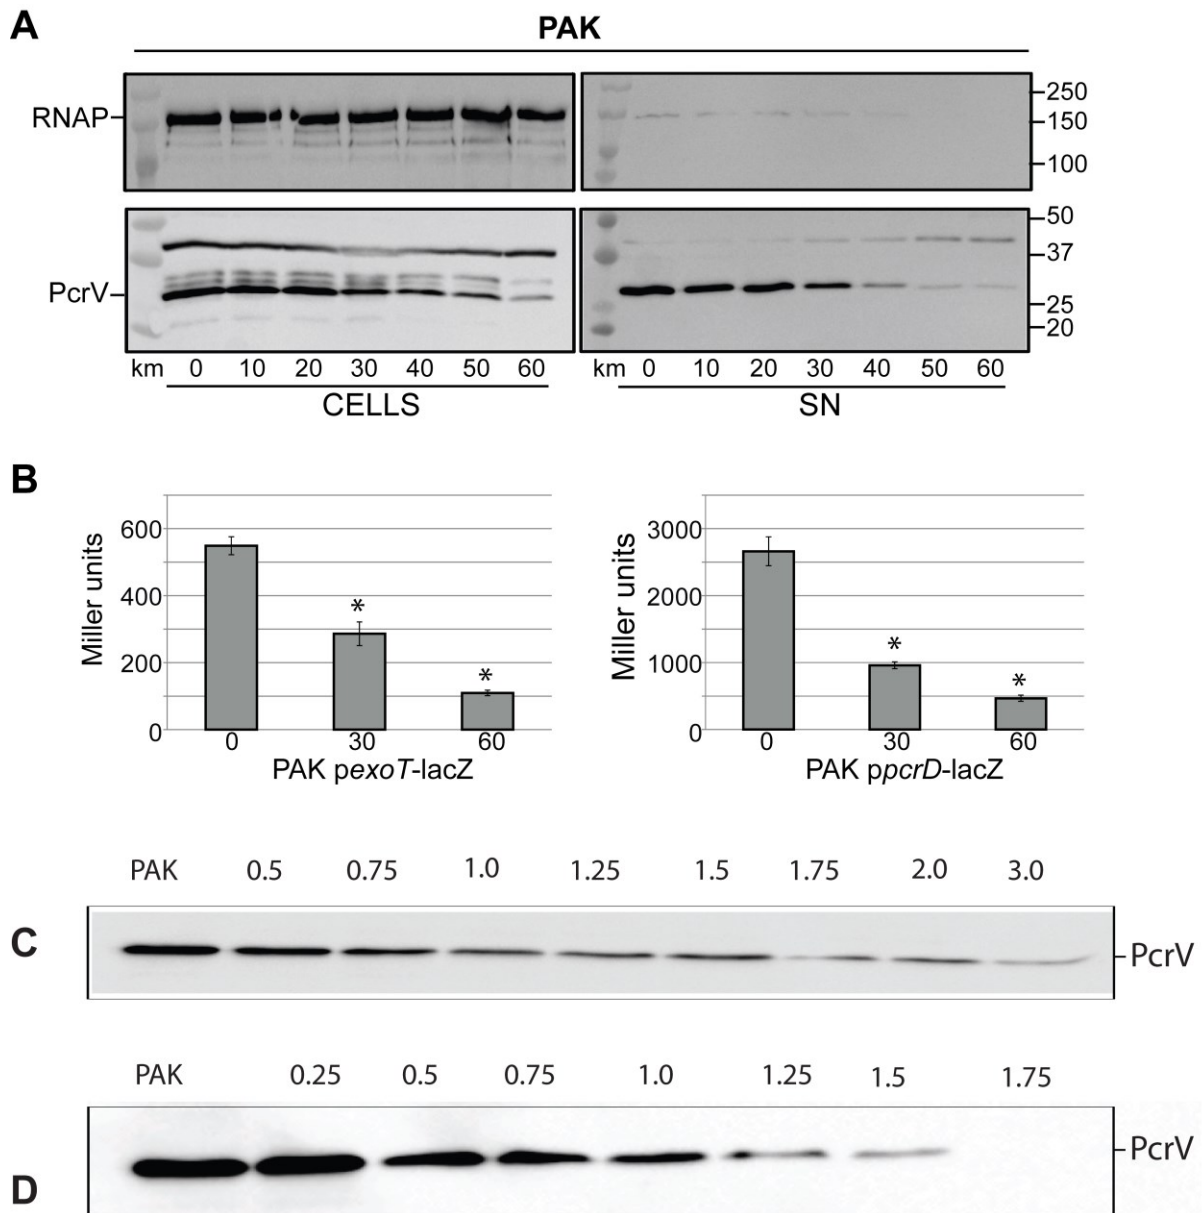 A
PAK
RNAP
250
150
100
PcrV
50
37
25
20
km 0 10 20 30 40 50 60 km 0 10 20 30 40 50 60
CELLS SN
B
600
400
200
0
Miller units
*
*
0 30 60
PAK pexoT-lacZ
3000
2000
1000
0
Miller units
*
*
0 30 60
PAK ppcrD-lacZ
PAK 0.5 0.75 1.0 1.25 1.5 1.75 2.0 3.0
C
PcrV
PAK 0.25 0.5 0.75 1.0 1.25 1.5 1.75
PcrV
D